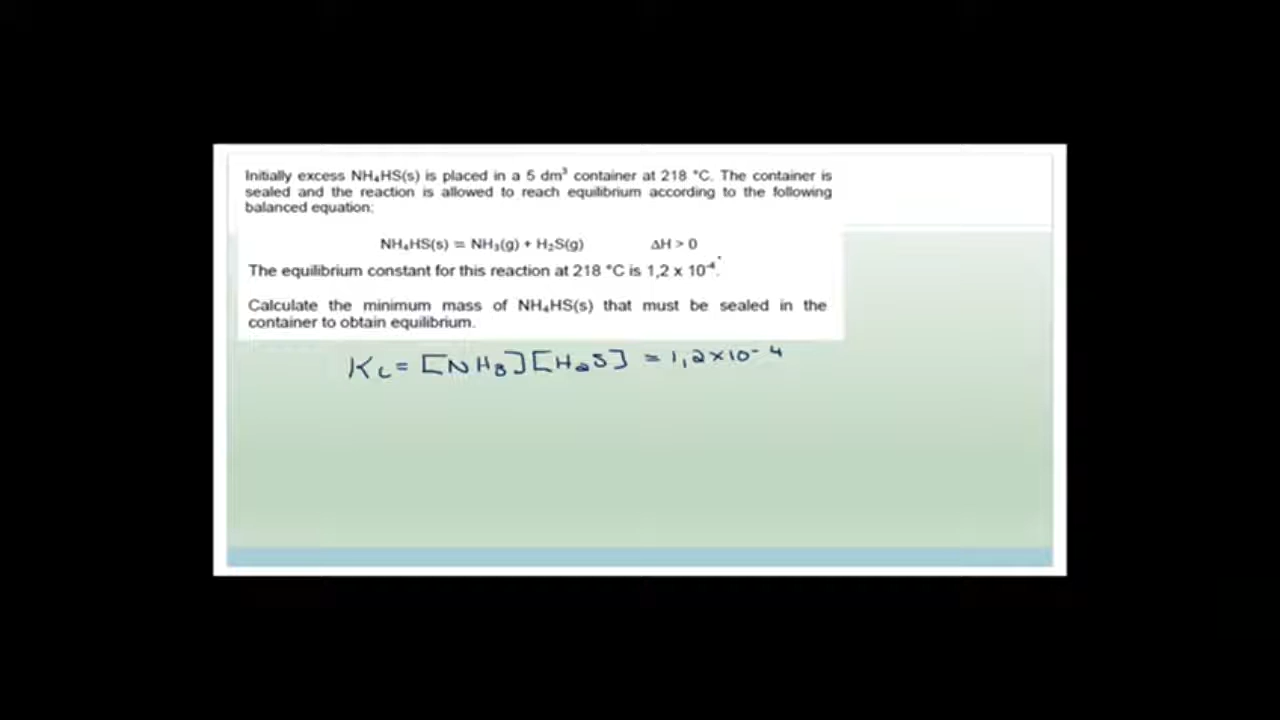 Initially excess NH₄HS(s) is placed in a 5 dm³ container at 218 °C. The container is
sealed and the reaction is allowed to reach equilibrium according to the following
balanced equation:
NH₄HS(s) ⇌ NH₃(g) + H₂S(g) ΔH > 0
The equilibrium constant for this reaction at 218 °C is 1,2 x 10⁻⁴.
Calculate the minimum mass of NH₄HS(s) that must be sealed in the
container to obtain equilibrium.
Kc = [NH₃][H₂S] = 1,2×10⁻⁴